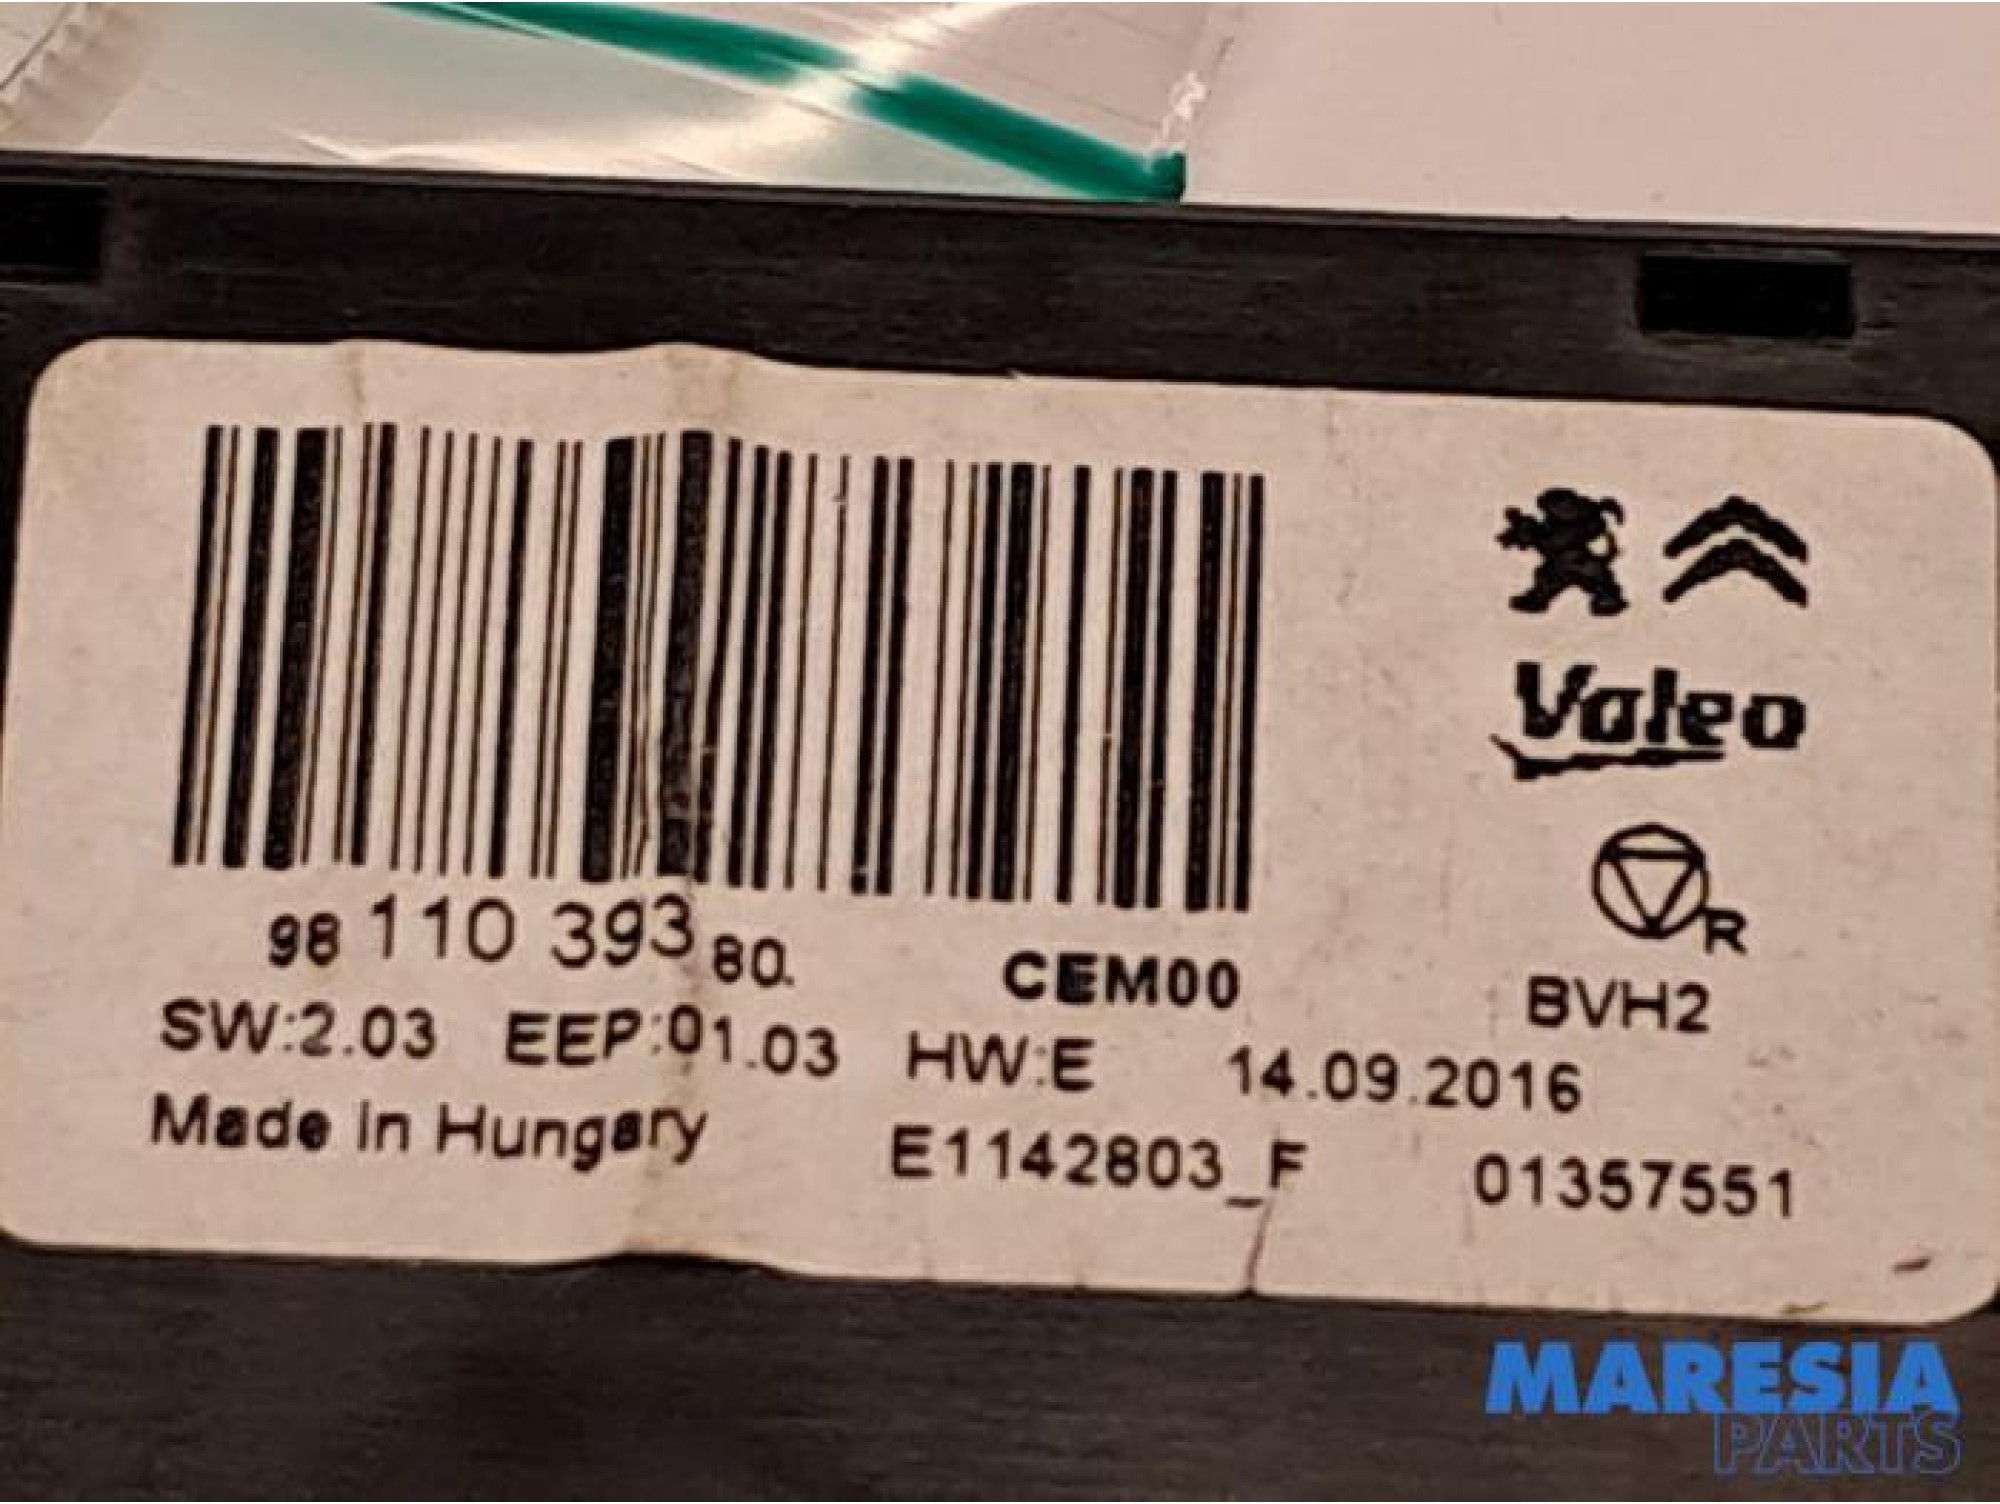 98 110 393 80.
CEM00
SW:2.03 EEP:01.03 HW:E 14.09.2016
Made in Hungary E1142803_F 01357551
Valeo
R
BVH2
MARESIA
PARTS